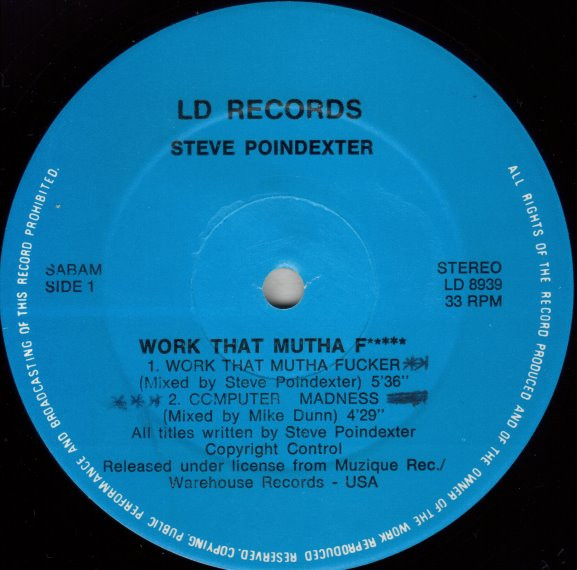 LD RECORDS
STEVE POINDEXTER
SABAM
SIDE 1
STEREO
LD 8939
33 RPM
WORK THAT MUTHA F*****
1. WORK THAT MUTHA FUCKER
(Mixed by Steve Poindexter) 5'36"
2. COMPUTER MADNESS
(Mixed by Mike Dunn) 4'29"
All titles written by Steve Poindexter
Copyright Control
Released under license from Muzique Rec./
Warehouse Records - USA
ALL RIGHTS OF THE RECORD PRODUCED AND OF THE OWNER OF THE WORK REPRODUCED RESERVED.COPYING,PUBLIC PERFORMANCE AND BROADCASTING OF THIS RECORD PROHIBITED.